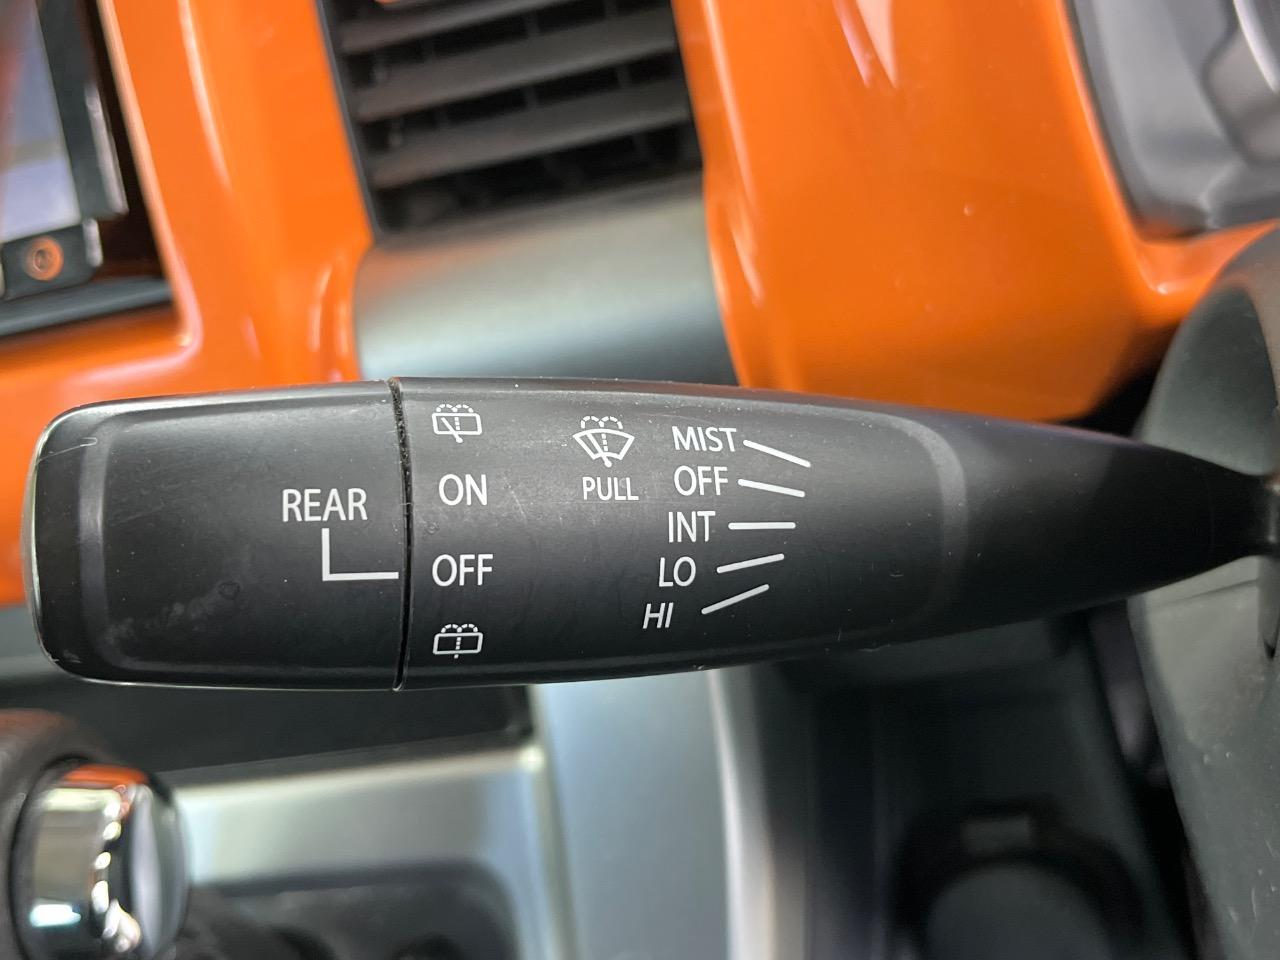 REAR
ON
OFF
PULL
MIST
OFF
INT
LO
HI